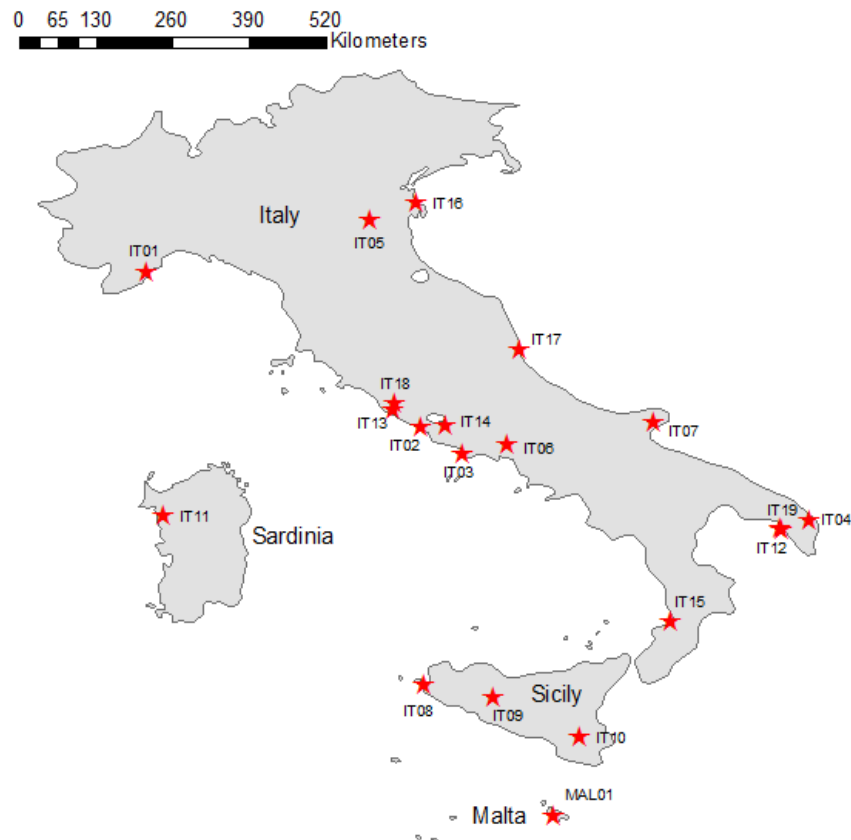 0 65 130 260 390 520
Kilometers
IT16
Italy
IT05
IT01
IT17
IT18
IT13
IT14
IT02
IT07
IT06
IT03
IT11
IT19
IT04
Sardinia
IT12
IT15
Sicily
IT08
IT09
IT10
MAL01
Malta